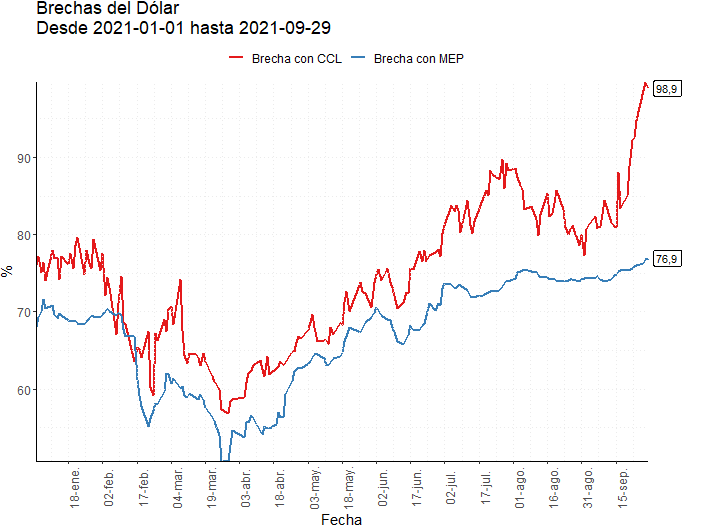 Brechas del Dólar
Desde 2021-01-01 hasta 2021-09-29
Brecha con CCL
Brecha con MEP
98,9
90
80
76,9
%
70
60
18-ene.
02-feb.
17-feb.
04-mar.
19-mar.
03-abr.
18-abr.
03-may.
18-may.
02-jun.
17-jun.
02-jul.
17-jul.
01-ago.
16-ago.
31-ago.
15-sep.
Fecha